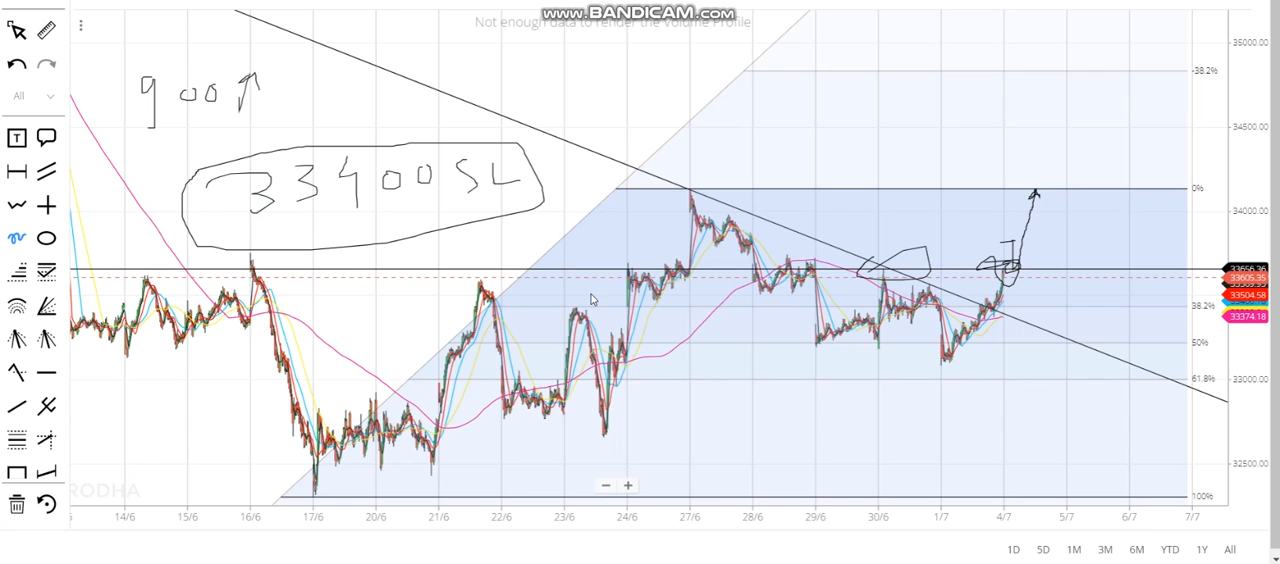 www.BANDICAM.com
Not enough data to render the Volume Profile
900↑
33400 SL
35000.00
-38.2%
34500.00
0%
34000.00
33656.36
33605.35
33504.58
38.2%
33374.18
50%
61.8%
33000.00
32500.00
100%
RODHA
All
T
14/6 15/6 16/6 17/6 20/6 21/6 22/6 23/6 24/6 27/6 28/6 29/6 30/6 1/7 4/7 5/7 6/7 7/7
1D 5D 1M 3M 6M YTD 1Y All